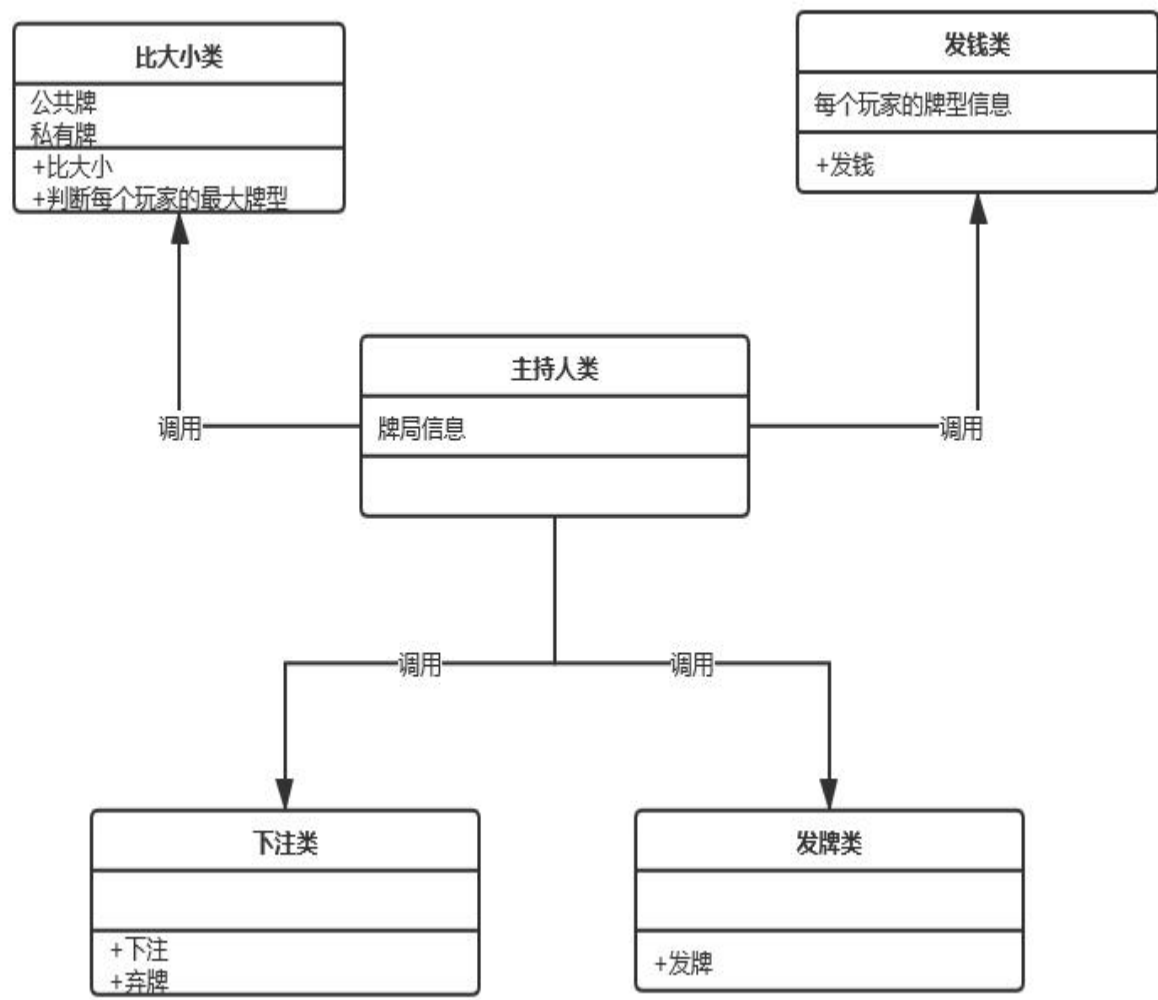 比大小类
公共牌
私有牌
+比大小
+判断每个玩家的最大牌型
发钱类
每个玩家的牌型信息
+发钱
主持人类
牌局信息
调用
调用
调用
调用
下注类
+下注
+弃牌
发牌类
+发牌